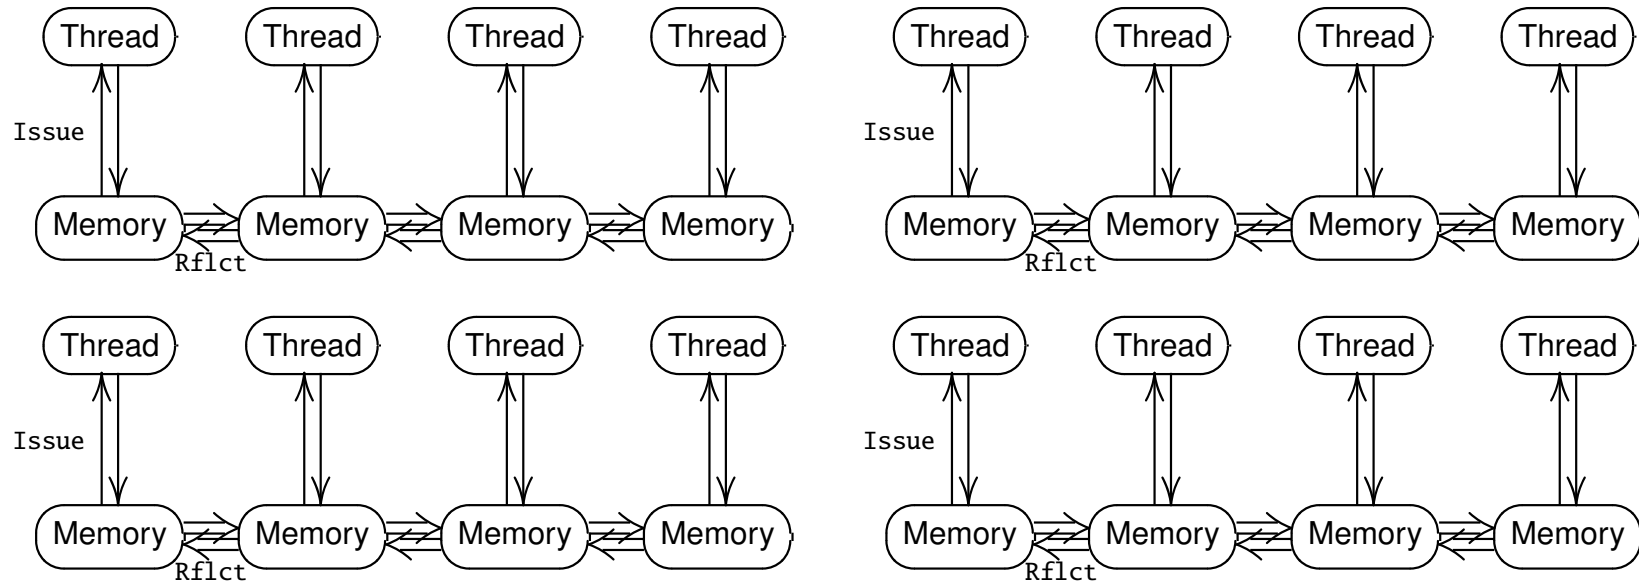 Thread Thread Thread Thread Thread Thread Thread Thread
Issue Issue
Memory Memory Memory Memory Memory Memory Memory Memory
Rflct Rflct
Thread Thread Thread Thread Thread Thread Thread Thread
Issue Issue
Memory Memory Memory Memory Memory Memory Memory Memory
Rflct Rflct